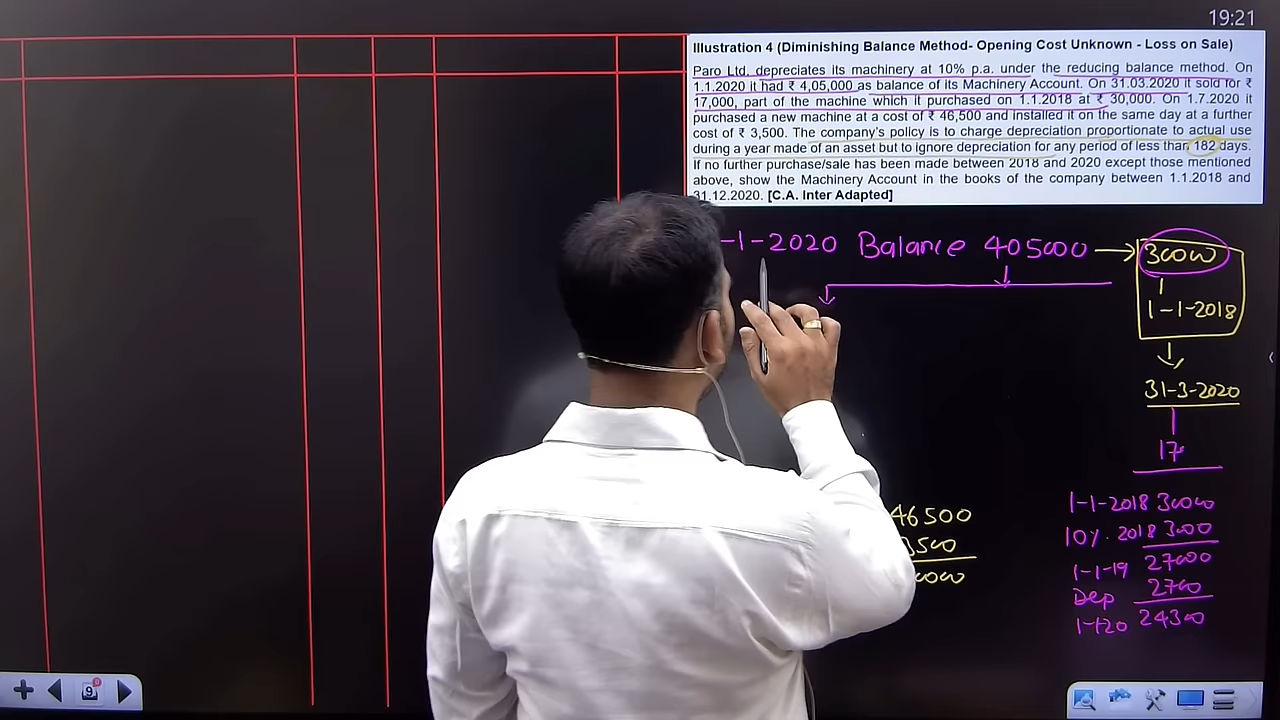 19:21
Illustration 4 (Diminishing Balance Method- Opening Cost Unknown - Loss on Sale)
Paro Ltd. depreciates its machinery at 10% p.a. under the reducing balance method. On
1.1.2020 it had ₹ 4,05,000 as balance of its Machinery Account. On 31.03.2020 it sold for ₹
17,000, part of the machine which it purchased on 1.1.2018 at ₹ 30,000. On 1.7.2020 it
purchased a new machine at a cost of ₹ 46,500 and installed it on the same day at a further
cost of ₹ 3,500. The company's policy is to charge depreciation proportionate to actual use
during a year made of an asset but to ignore depreciation for any period of less than 182 days.
If no further purchase/sale has been made between 2018 and 2020 except those mentioned
above, show the Machinery Account in the books of the company between 1.1.2018 and
31.12.2020. [C.A. Inter Adapted]
-1-2020 Balance 405000 → 30000
1-1-2018
31-3-2020
46500
3500
1-1-2018 30000
10%. 2018 3000
1-1-19 27000
Dep 2700
1-1-20 24300
9